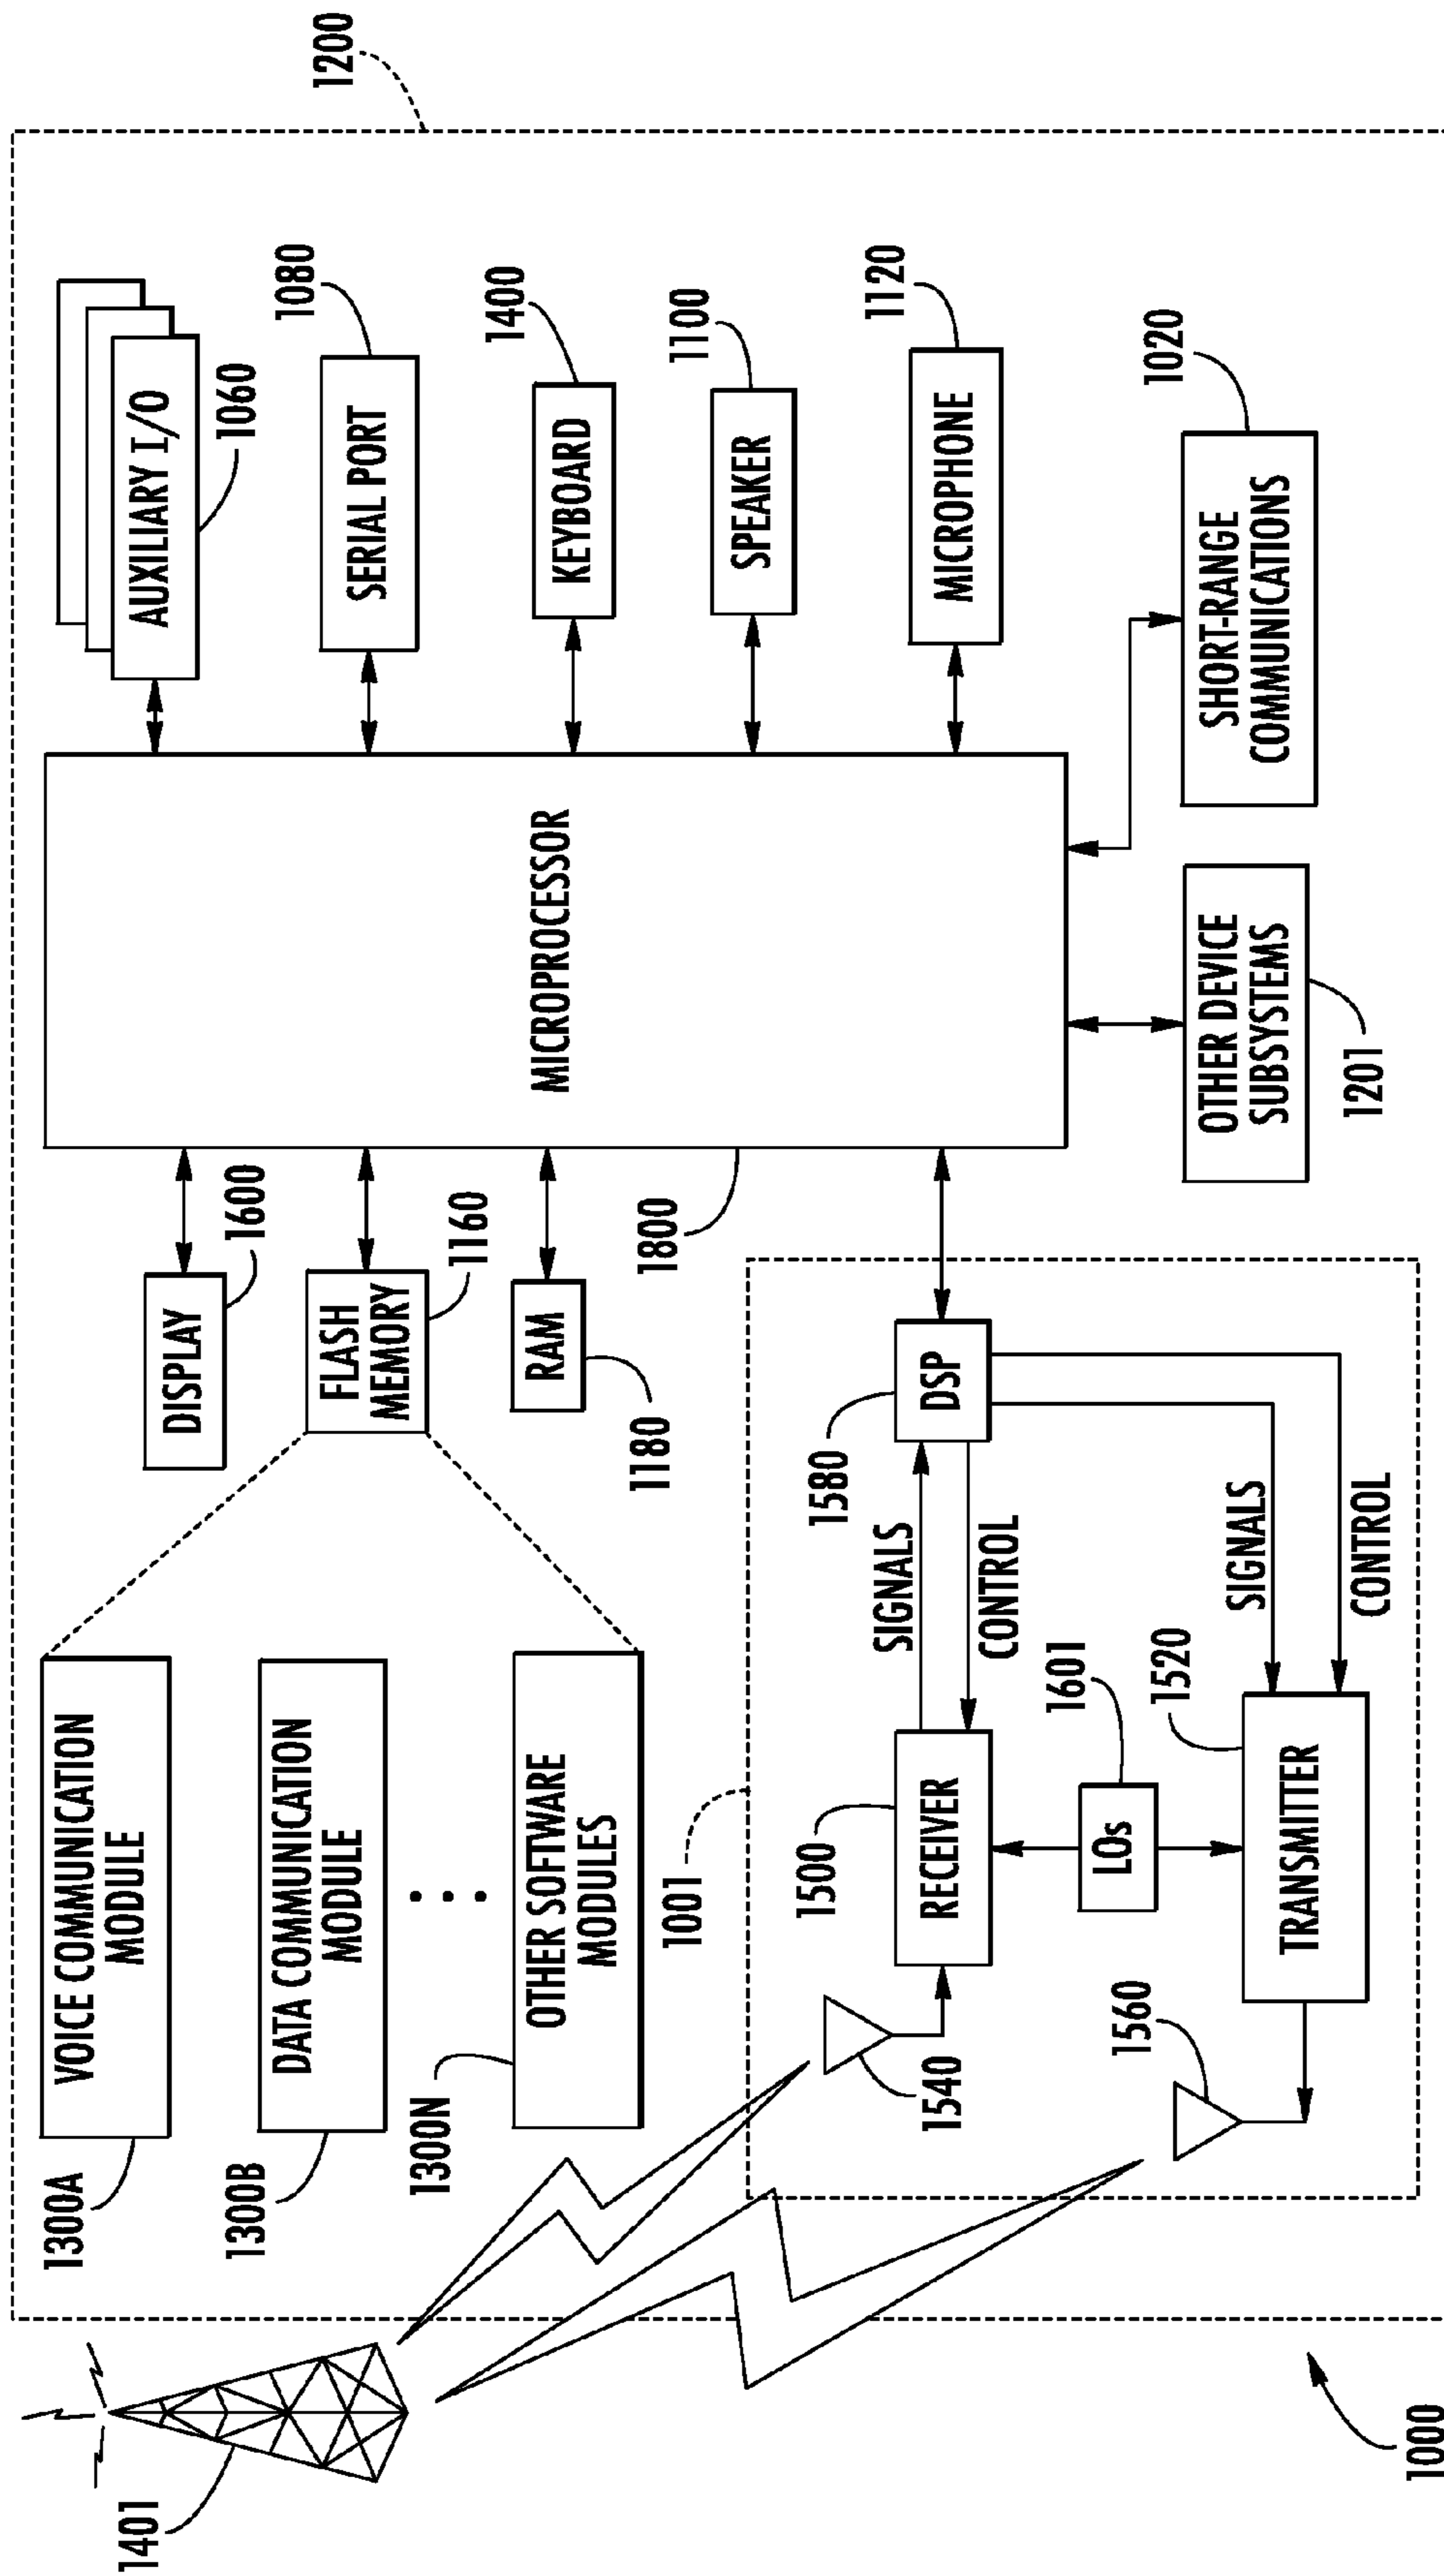 1200
AUXILIARY I/O
1060
SERIAL PORT
1080
KEYBOARD
1400
SPEAKER
1100
MICROPHONE
1120
SHORT-RANGE
COMMUNICATIONS
1020
MICROPROCESSOR
1800
OTHER DEVICE
SUBSYSTEMS
1201
DISPLAY
1600
FLASH
MEMORY
1160
RAM
1180
VOICE COMMUNICATION
MODULE
1300A
DATA COMMUNICATION
MODULE
1300B
• • •
OTHER SOFTWARE
MODULES
1300N
1001
DSP
1580
SIGNALS
CONTROL
RECEIVER
1500
LOs
1601
SIGNALS
CONTROL
TRANSMITTER
1520
1540
1560
1401
1000